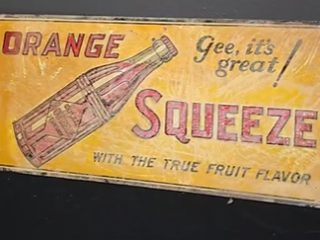 ORANGE
Gee, it's
great!
SQUEEZE
WITH THE TRUE FRUIT FLAVOR